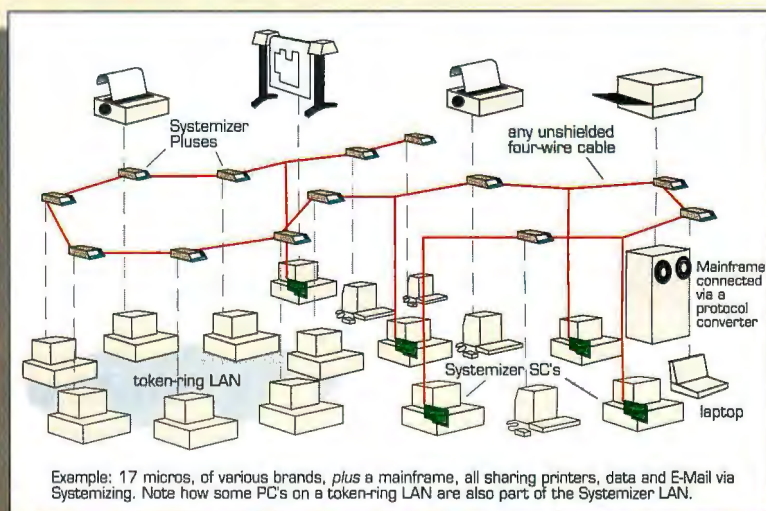 Systemizer
Pluses
any unshielded
four-wire cable
Mainframe
connected
via a
protocol
converter
token-ring LAN
Systemizer SC's
laptop
Example: 17 micros, of various brands, plus a mainframe, all sharing printers, data and E-Mail via
Systemizing. Note how some PC's on a token-ring LAN are also part of the Systemizer LAN.